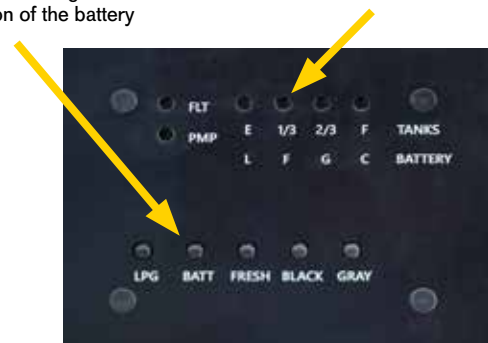 on of the battery
FLT
E 1/3 2/3 F TANKS
PMP
L F G C BATTERY
LPG BATT FRESH BLACK GRAY